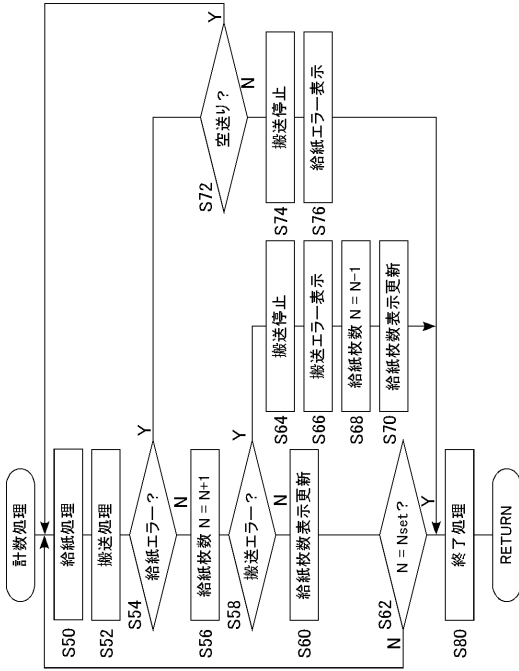 計数処理
S50
給紙処理
S52
搬送処理
S54
給紙エラー？
Y
N
S56
給紙枚数 N = N+1
S58
搬送エラー？
Y
N
S60
給紙枚数表示更新
S62
N = Nset？
N
Y
S64
搬送停止
S66
搬送エラー表示
S68
給紙枚数 N = N−1
S70
給紙枚数表示更新
S72
空送り？
Y
N
S74
搬送停止
S76
給紙エラー表示
S80
終了処理
RETURN